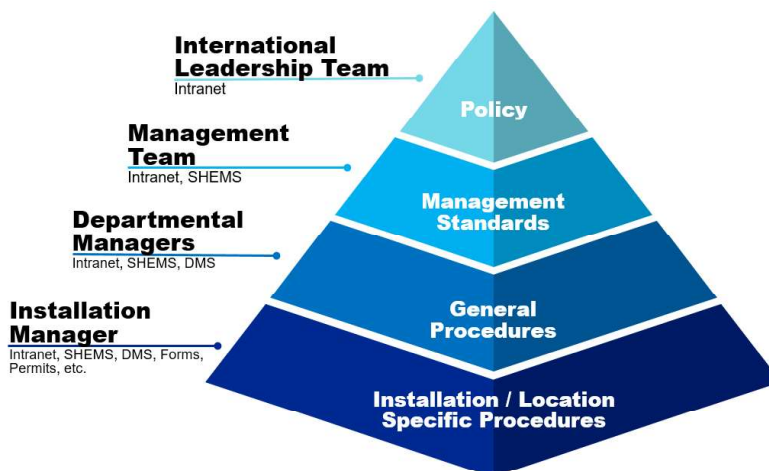 International
Leadership Team
Intranet
Policy
Management
Team
Intranet, SHEMS
Management
Standards
Departmental
Managers
Intranet, SHEMS, DMS
General
Procedures
Installation
Manager
Intranet, SHEMS, DMS, Forms,
Permits, etc.
Installation / Location
Specific Procedures